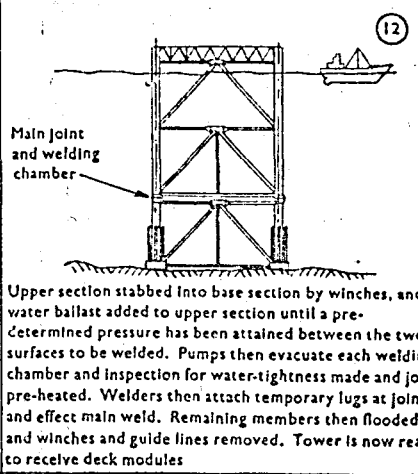 12
Main joint
and welding
chamber
Upper section stabbed into base section by winches, and
water ballast added to upper section until a pre-
determined pressure has been attained between the two
surfaces to be welded. Pumps then evacuate each
chamber and inspection for water-tightness made and
pre-heated. Welders then attach temporary lugs at
and effect main weld. Remaining members then flooded
and winches and guide lines removed. Tower is now
to receive deck modules